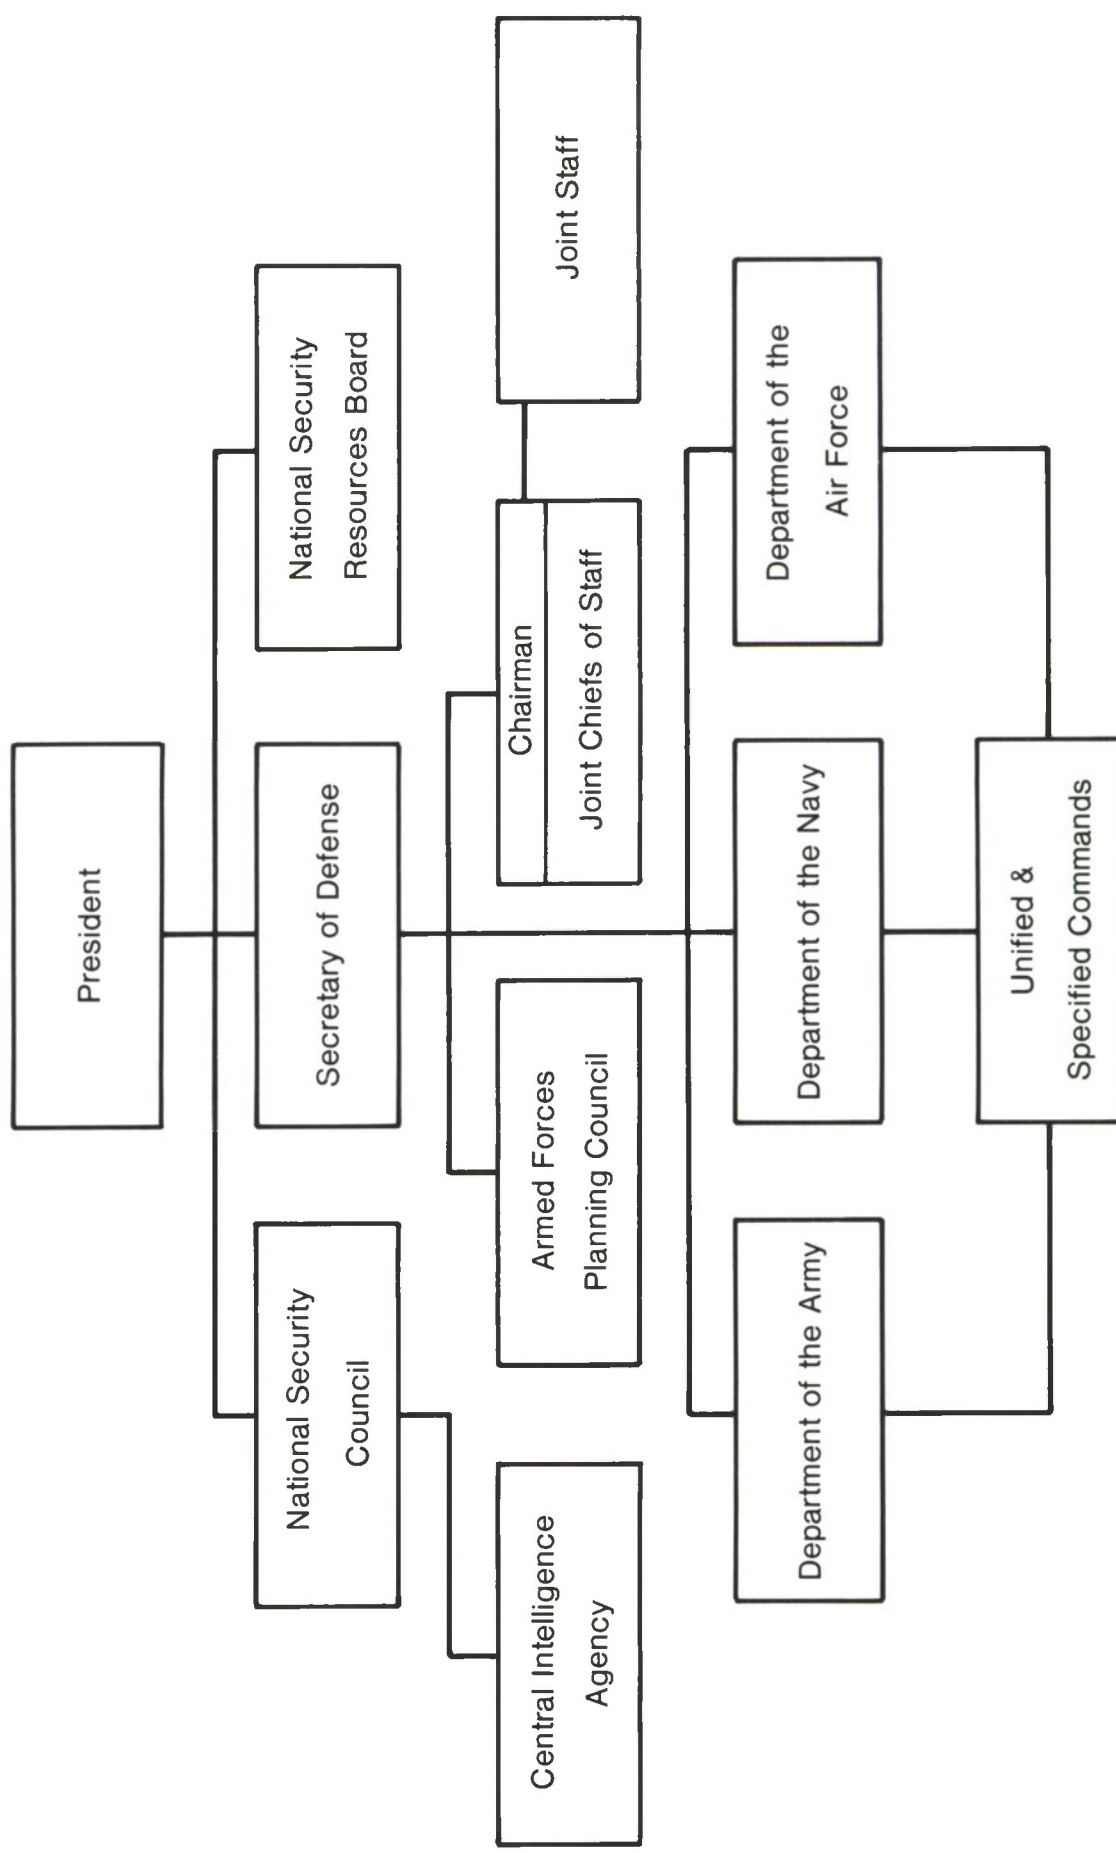 President
National Security
Council
Secretary of Defense
National Security
Resources Board
Central Intelligence
Agency
Armed Forces
Planning Council
Chairman
Joint Chiefs of Staff
Joint Staff
Department of the Army
Department of the Navy
Department of the
Air Force
Unified &
Specified Commands